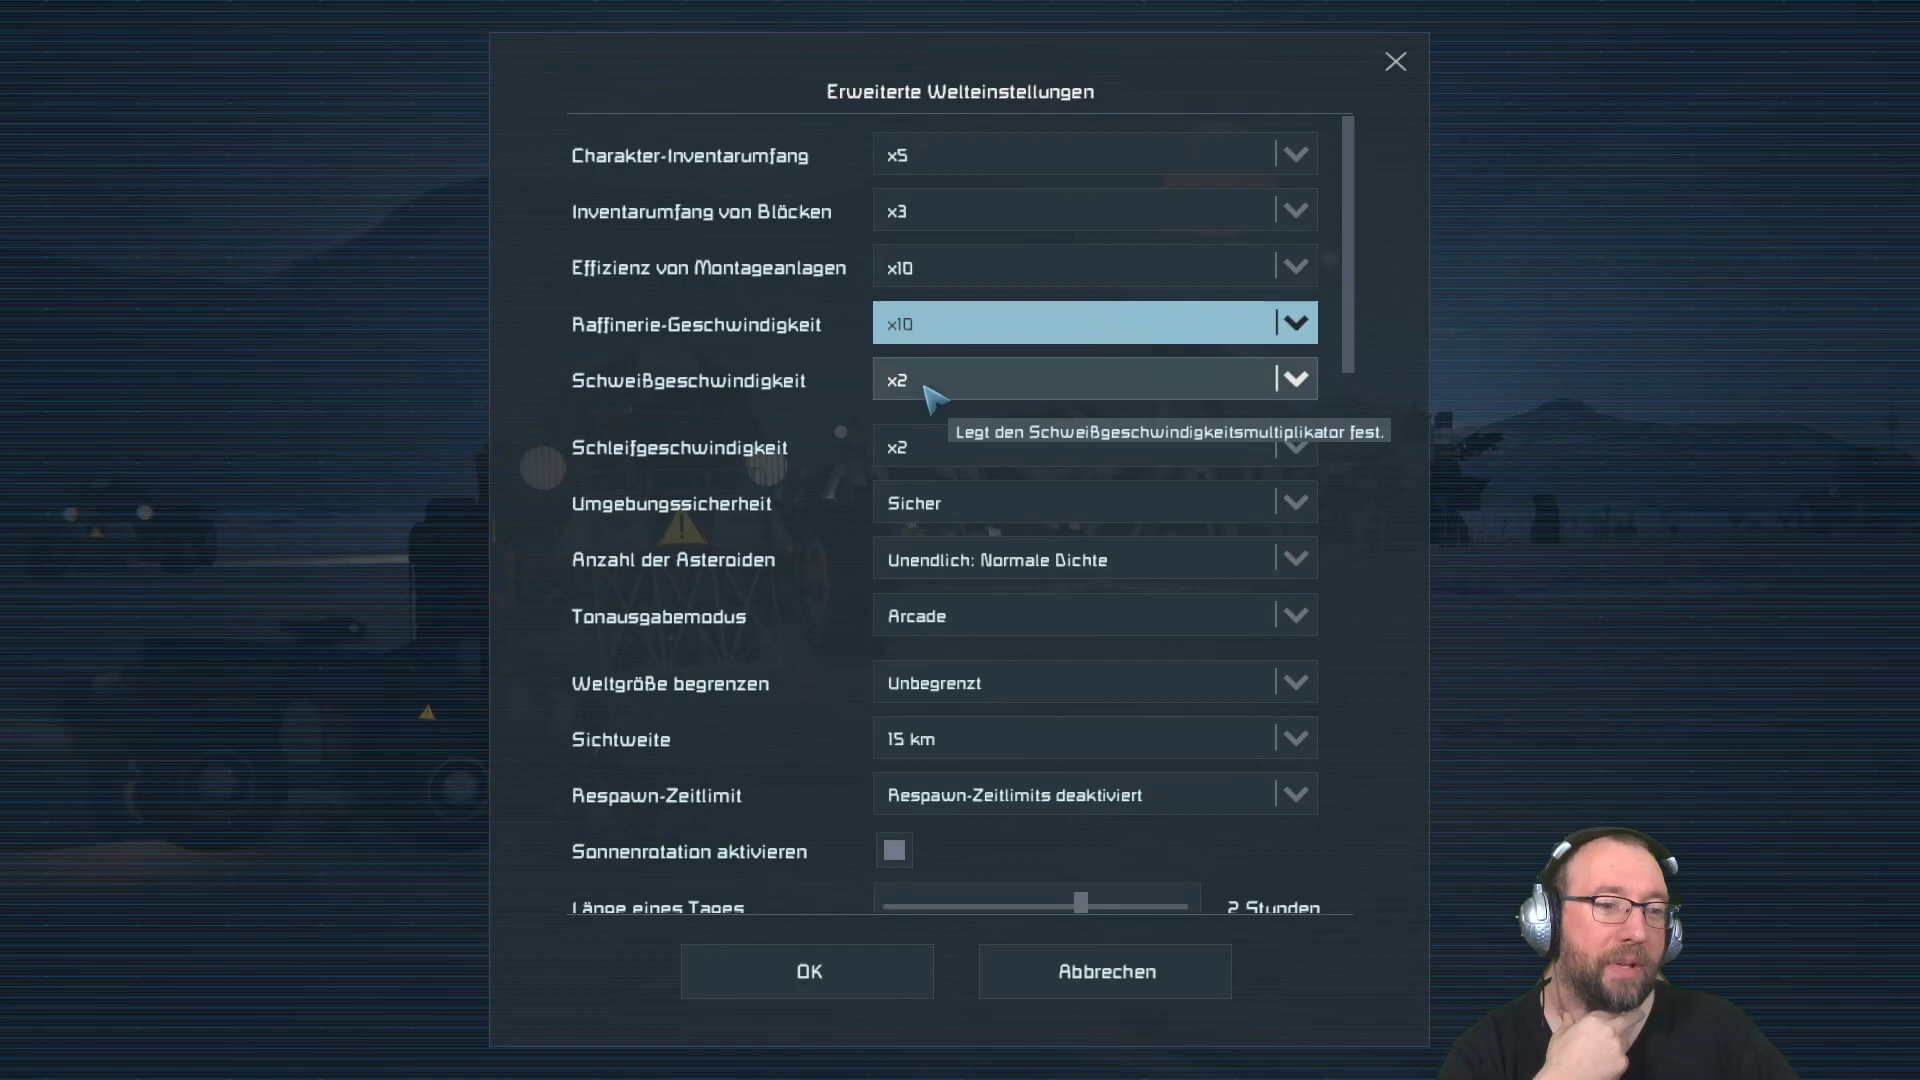 Erweiterte Welteinstellungen
Charakter-Inventarumfang x5
Inventarumfang von Blöcken x3
Effizienz von Montageanlagen x10
Raffinerie-Geschwindigkeit x10
Schweißgeschwindigkeit x2
Legt den Schweißgeschwindigkeitsmultiplikator fest.
Schleifgeschwindigkeit x2
Umgebungssicherheit Sicher
Anzahl der Asteroiden Unendlich: Normale Dichte
Tonausgabemodus Arcade
Weltgröße begrenzen Unbegrenzt
Sichtweite 15 km
Respawn-Zeitlimit Respawn-Zeitlimits deaktiviert
Sonnenrotation aktivieren
Länge eines Tages 2 Stunden
OK Abbrechen